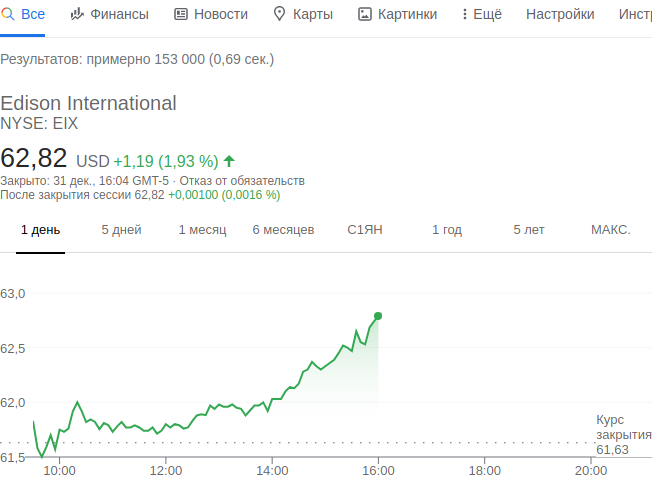 Все Финансы Новости Карты Картинки Ещё Настройки Инст
Результатов: примерно 153 000 (0,69 сек.)
Edison International
NYSE: EIX
62,82 USD +1,19 (1,93 %)
Закрыто: 31 дек., 16:04 GMT-5 · Отказ от обязательств
После закрытия сессии 62,82 +0,00100 (0,0016 %)
1 день 5 дней 1 месяц 6 месяцев С1ЯН 1 год 5 лет МАКС.
63,0
62,5
62,0
Курс
закрытия
61,63
61,5
10:00 12:00 14:00 16:00 18:00 20:00